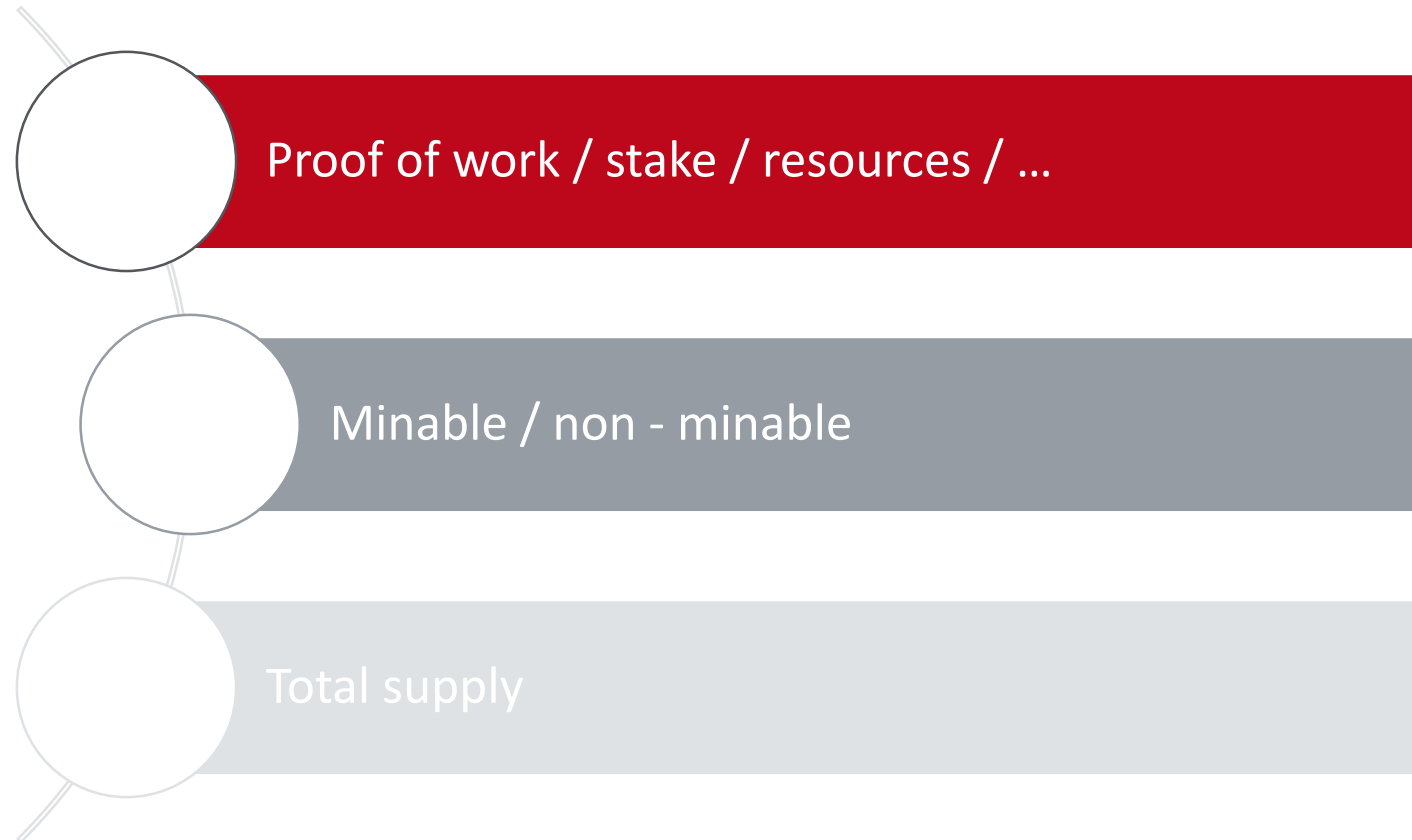 Proof of work / stake / resources / …
Minable / non - minable
Total supply